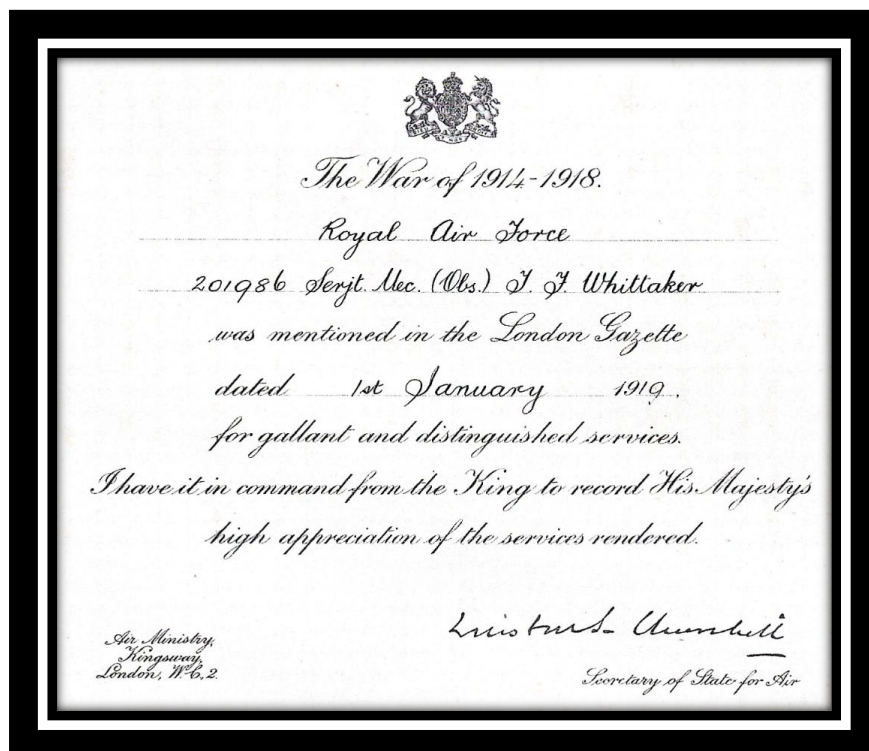 The War of 1914-1918.
Royal Air Force
201986 Serjt. Mec. (Obs.) Whittaker
was mentioned in the London Gazette
dated 1st January 1919.
for gallant and distinguished services.
I have it in command from the King to record His Majesty's
high appreciation of the services rendered.
Winston S. Churchill
Air Ministry,
Kingsway,
London, W.C.2.
Secretary of State for Air